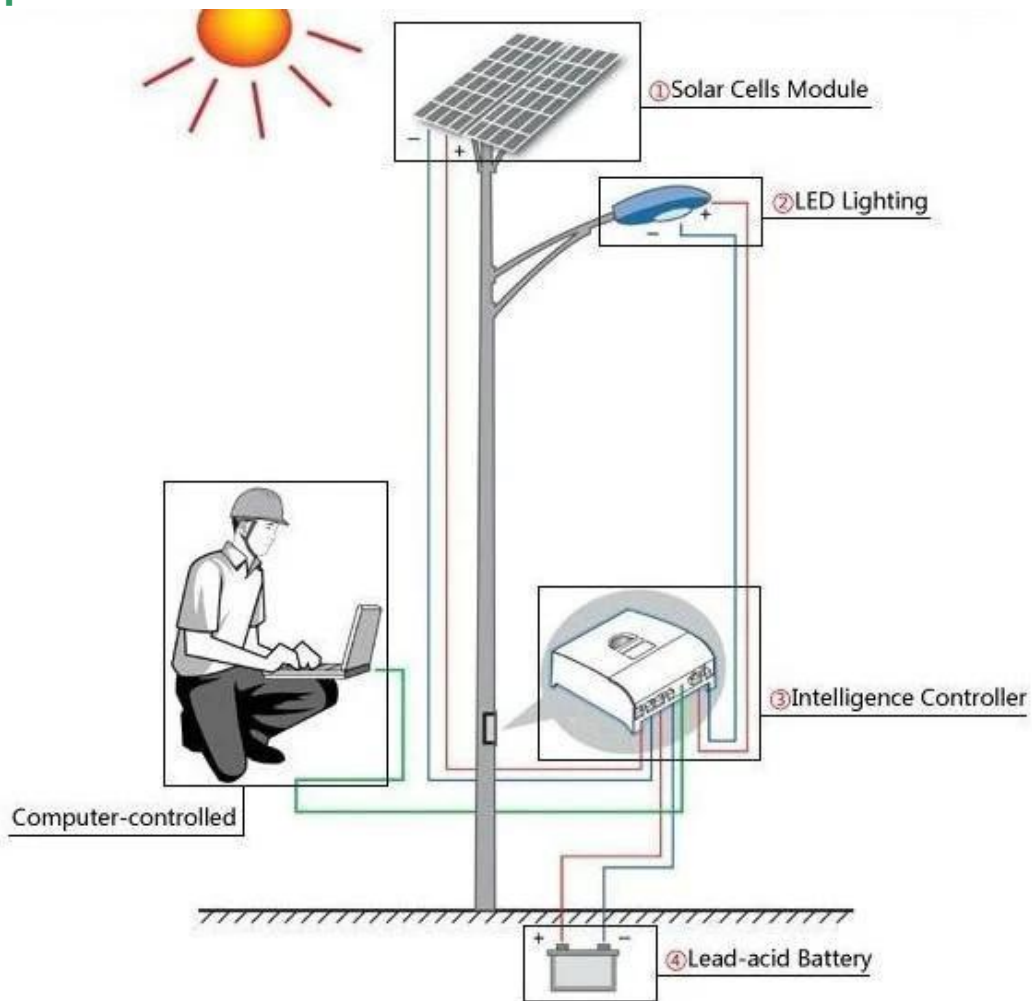 ①Solar Cells Module
− +
②LED Lighting
+
−
③Intelligence Controller
Computer-controlled
+ −
④Lead-acid Battery